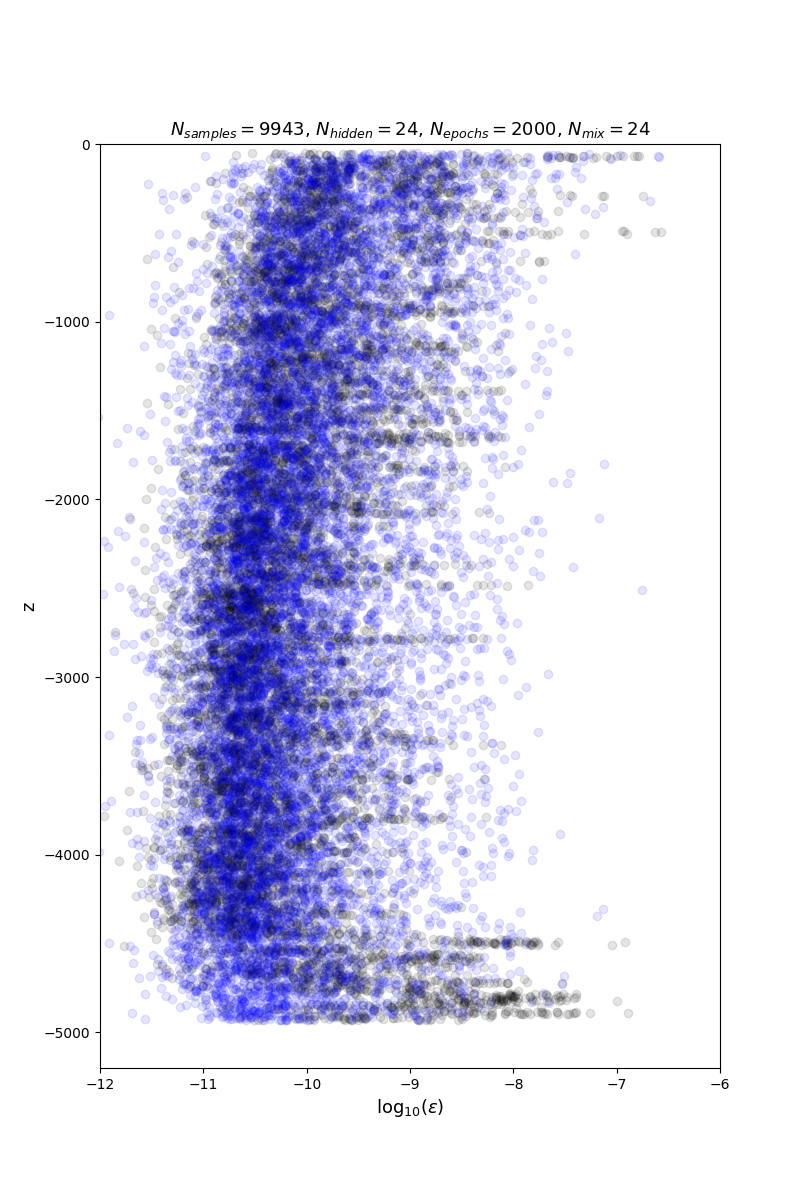 N_samples = 9943, N_hidden = 24, N_epochs = 2000, N_mix = 24
0
−1000
−2000
z
−3000
−4000
−5000
−12 −11 −10 −9 −8 −7 −6
log10(ε)